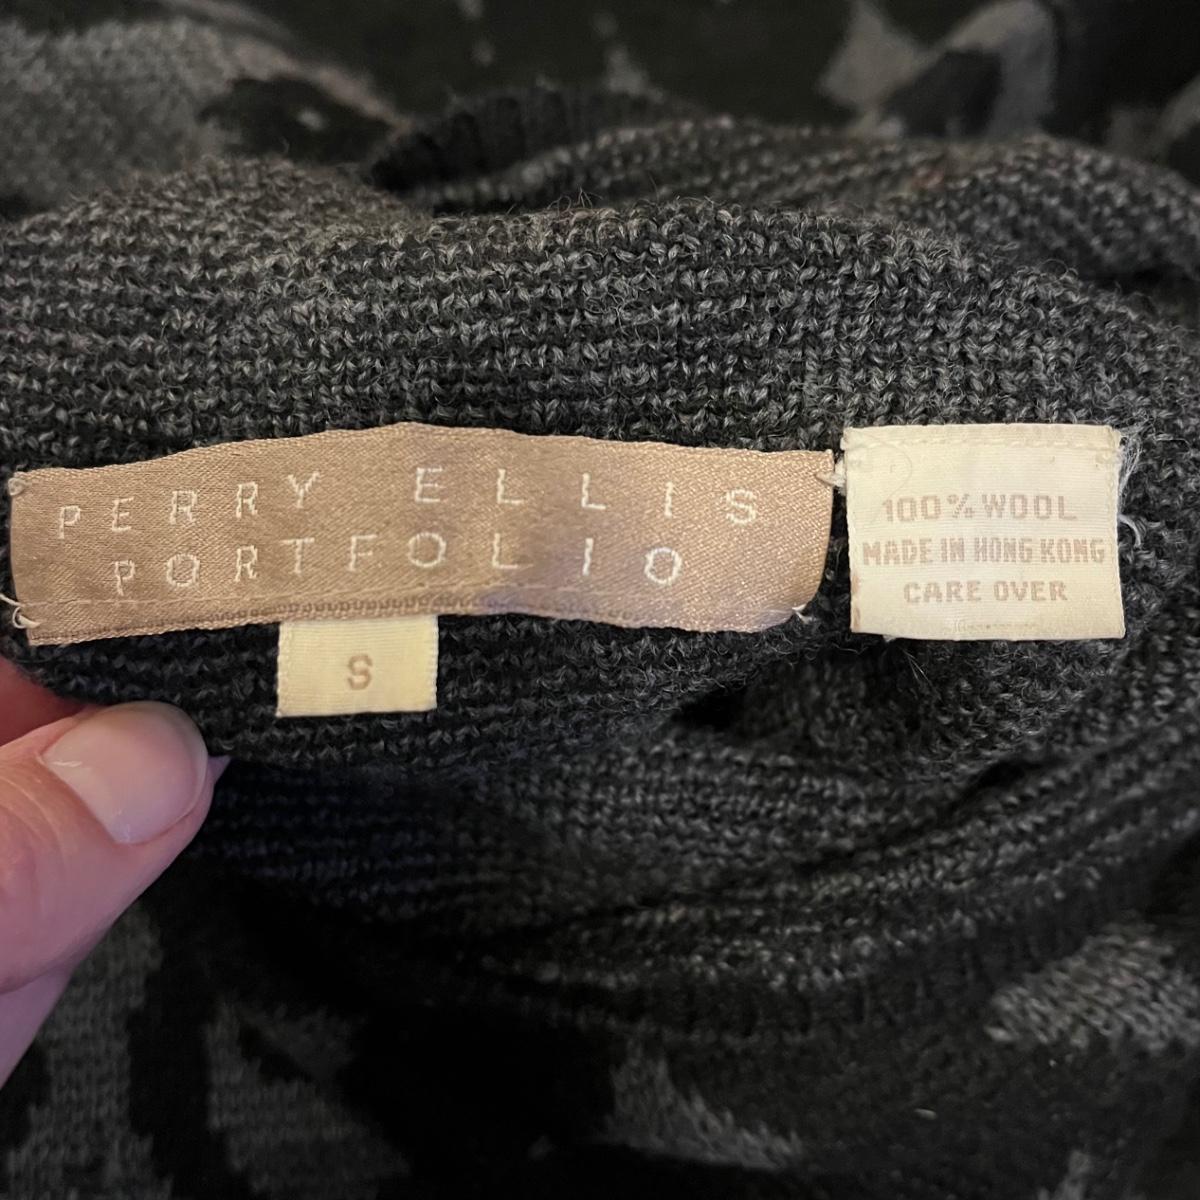 PERRY ELLIS
PORTFOLIO
S
100% WOOL
MADE IN HONG KONG
CARE OVER